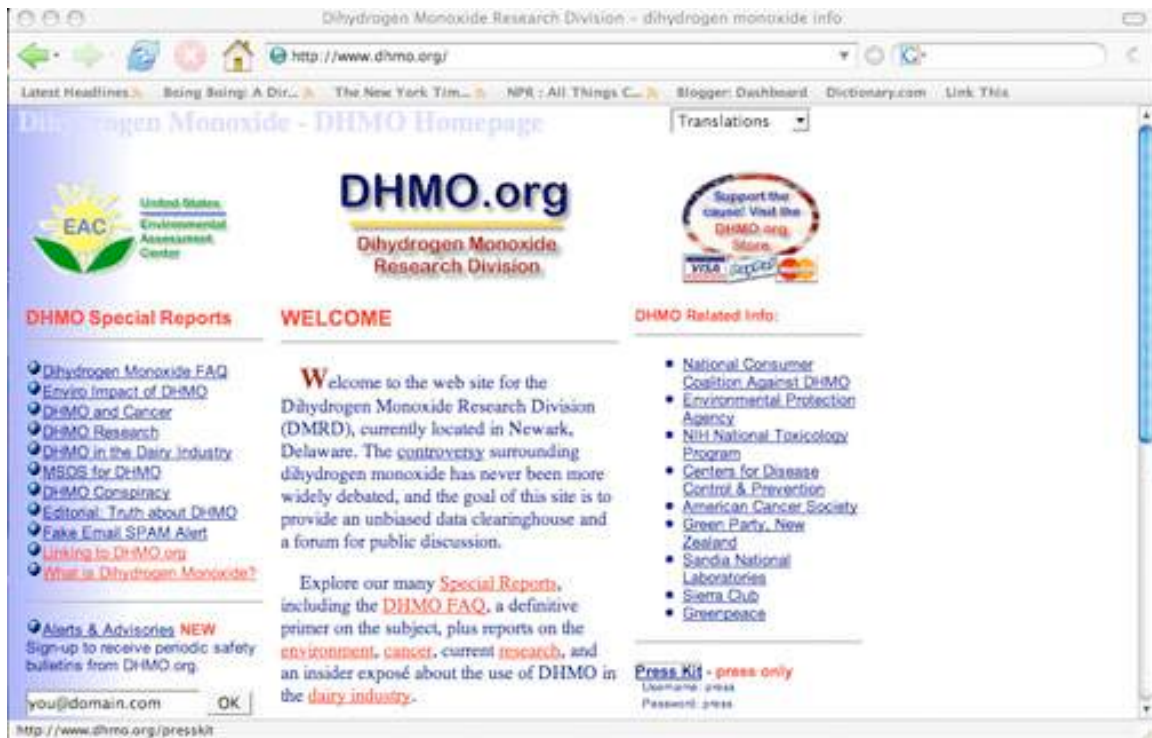 Dihydrogen Monoxide Research Division - dihydrogen monoxide info
http://www.dhmo.org/
Latest Headlines
Boing Boing: A Dir...
The New York Tim...
NPR : All Things C...
Blogger: Dashboard
Dictionary.com
Link This
Dihydrogen Monoxide - DHMO Homepage
Translations
EAC
United States
Environmental
Assessment
Center
DHMO.org
Dihydrogen Monoxide
Research Division
Support the
cause! Visit the
DHMO.org
Store
VISA
DHMO Special Reports
Dihydrogen Monoxide FAQ
Enviro Impact of DHMO
DHMO and Cancer
DHMO Research
DHMO in the Dairy Industry
MSDS for DHMO
DHMO Conspiracy
Editorial: Truth about DHMO
Fake Email SPAM Alert
Linking to DHMO.org
What is Dihydrogen Monoxide?
Alerts & Advisories NEW
Sign-up to receive periodic safety
bulletins from DHMO.org.
you@domain.com
OK
WELCOME
Welcome to the web site for the
Dihydrogen Monoxide Research Division
(DMRD), currently located in Newark,
Delaware. The controversy surrounding
dihydrogen monoxide has never been more
widely debated, and the goal of this site is to
provide an unbiased data clearinghouse and
a forum for public discussion.
Explore our many Special Reports,
including the DHMO FAQ, a definitive
primer on the subject, plus reports on the
environment, cancer, current research, and
an insider exposé about the use of DHMO in
the dairy industry.
DHMO Related Info:
National Consumer
Coalition Against DHMO
Environmental Protection
Agency
NIH National Toxicology
Program
Centers for Disease
Control & Prevention
American Cancer Society
Green Party, New
Zealand
Sandia National
Laboratories
Sierra Club
Greenpeace
Press Kit - press only
Username: press
Password: press
http://www.dhmo.org/presskit